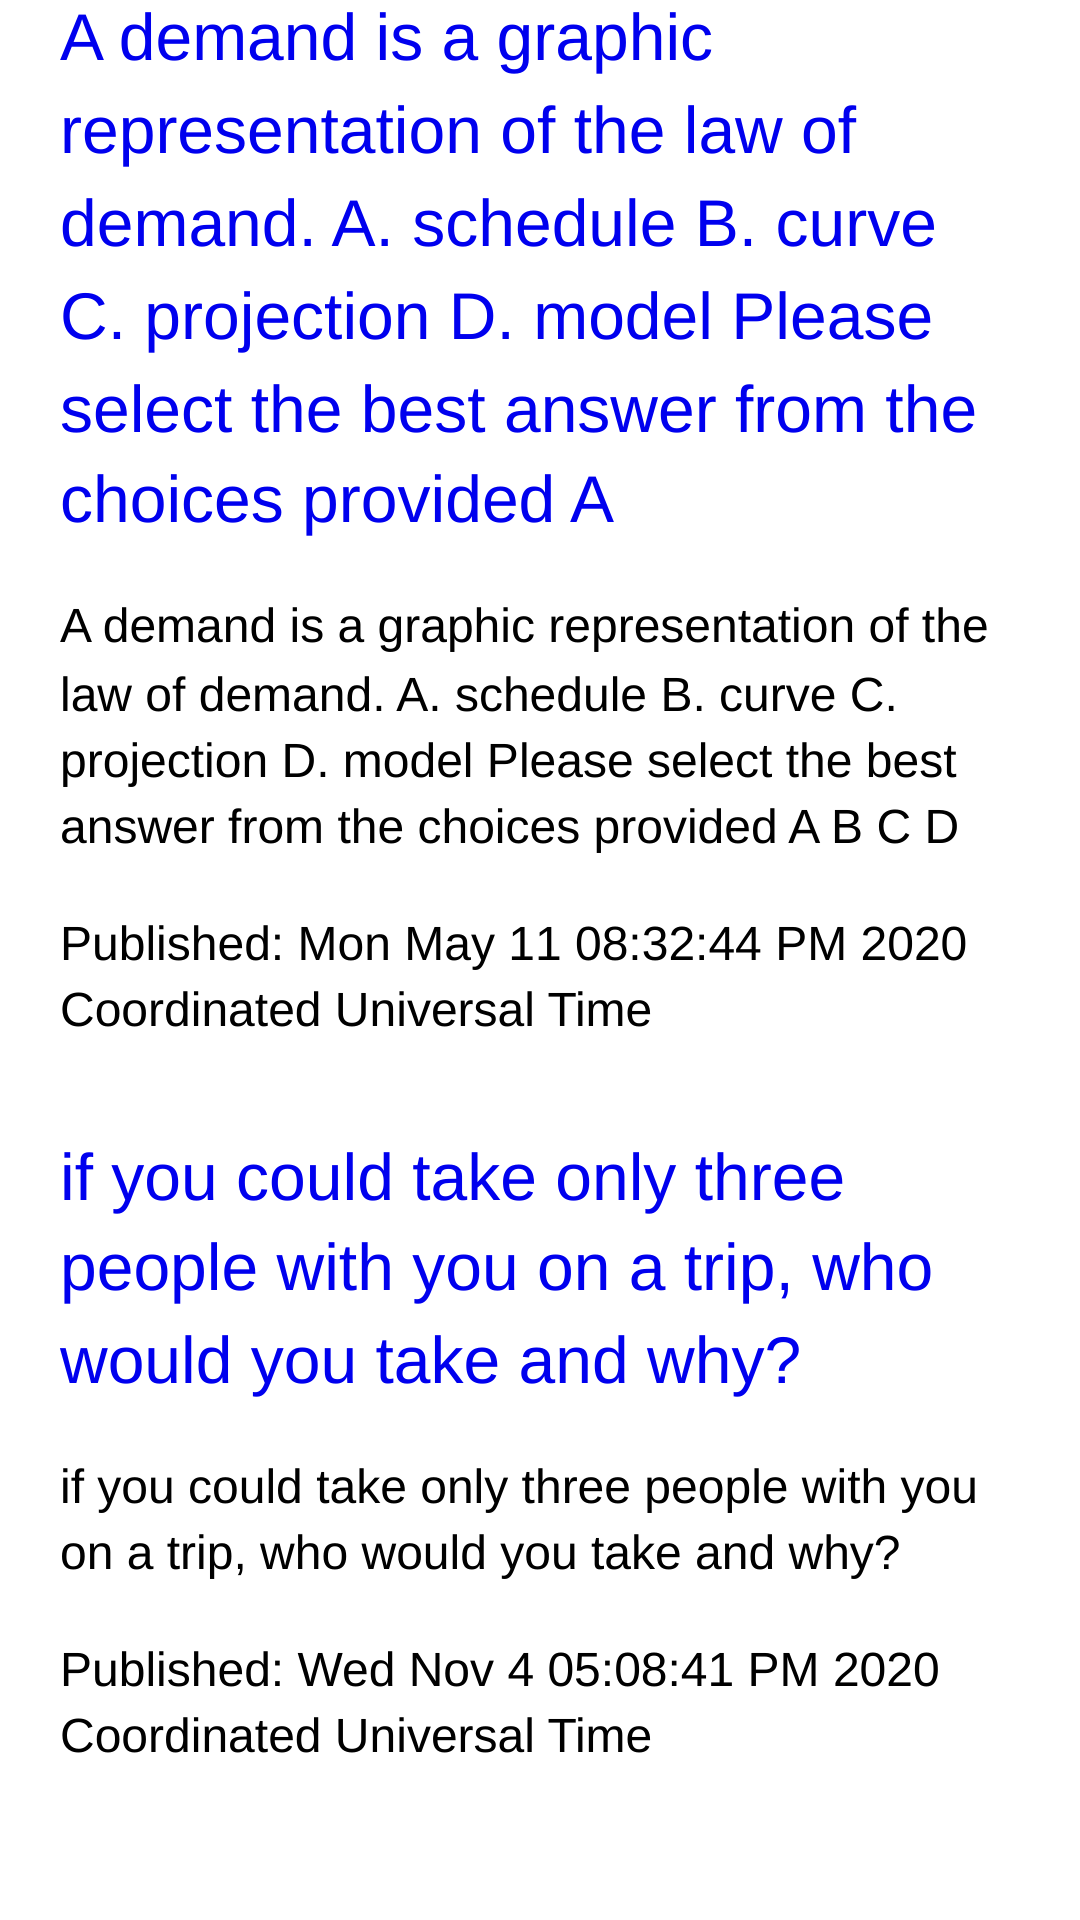 A demand is a graphic
representation of the law of
demand. A. schedule B. curve
C. projection D. model Please
select the best answer from the
choices provided A
A demand is a graphic representation of the
law of demand. A. schedule B. curve C.
projection D. model Please select the best
answer from the choices provided A B C D
Published: Mon May 11 08:32:44 PM 2020
Coordinated Universal Time
if you could take only three
people with you on a trip, who
would you take and why?
if you could take only three people with you
on a trip, who would you take and why?
Published: Wed Nov 4 05:08:41 PM 2020
Coordinated Universal Time